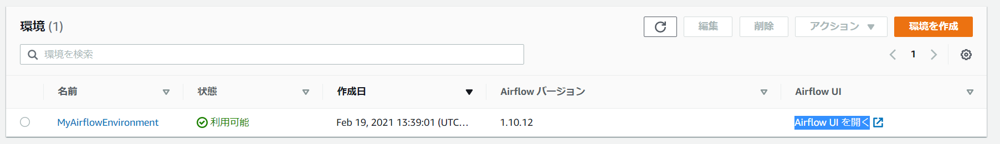 環境 (1)
編集
削除
アクション
環境を作成
環境を検索
1
名前
状態
作成日
Airflow バージョン
Airflow UI
MyAirflowEnvironment
利用可能
Feb 19, 2021 13:39:01 (UTC...
1.10.12
Airflow UI を開く